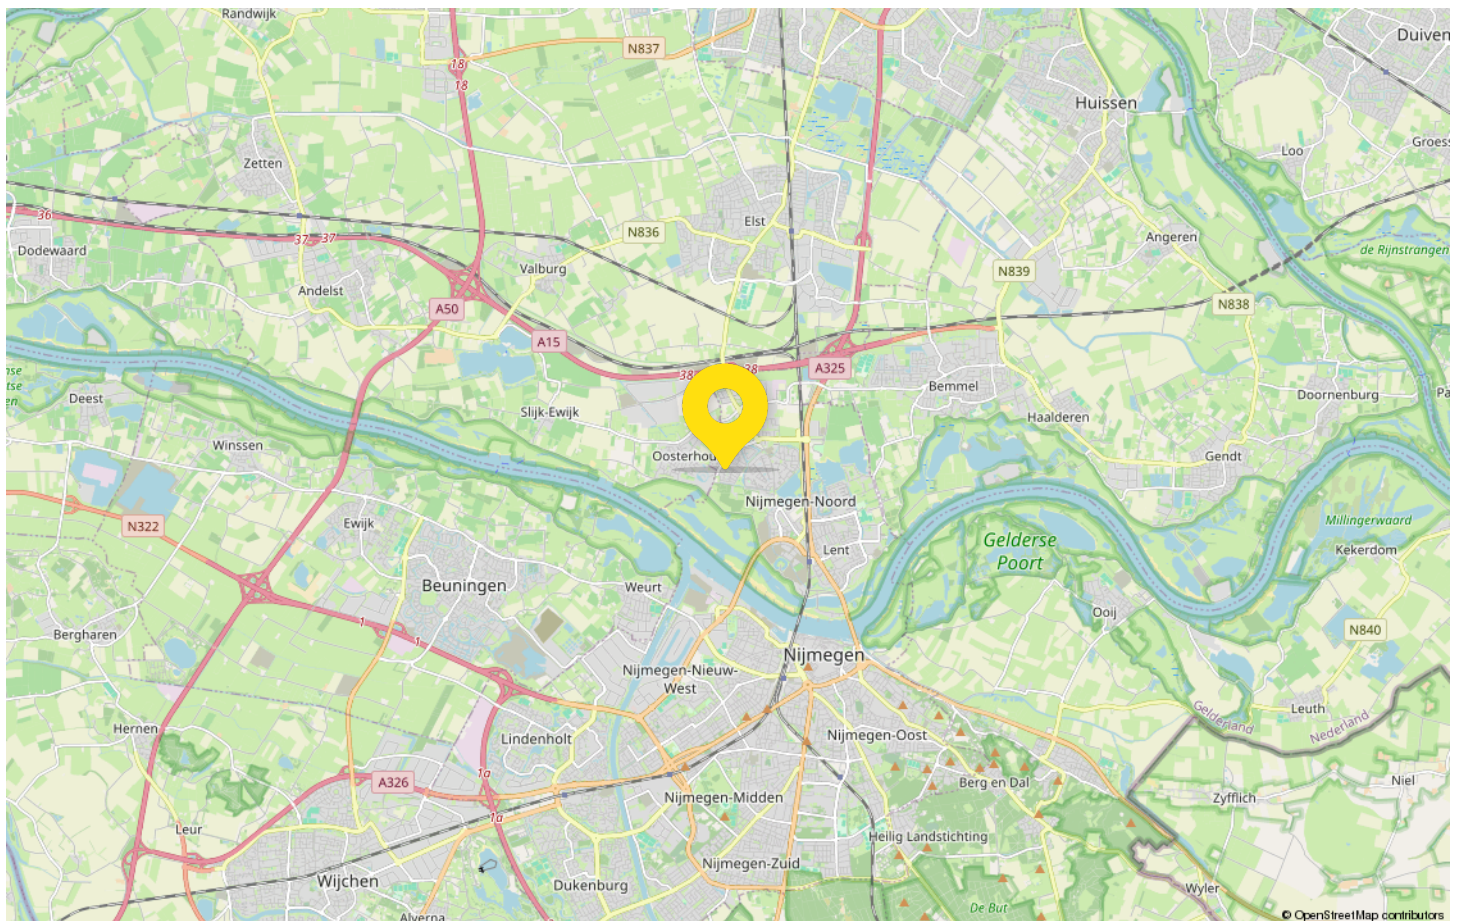 Randwijk
Duiven
N837
18
18
Huissen
Loo
Groess
Zetten
36
37
37
Elst
N836
Angeren
Dodewaard
de Rijnstrangen
Valburg
N839
Andelst
A50
N838
A15
38
38
A325
Bemmel
Deest
Slijk-Ewijk
Haalderen
Doornenburg
Pa
Winssen
Oosterhou
Gendt
Nijmegen-Noord
N322
Ewijk
Millingerwaard
Gelderse
Poort
Lent
Kekerdom
Beuningen
Weurt
Ooij
1
1
Bergharen
N840
Nijmegen
Nijmegen-Nieuw-
West
Leuth
Gelderland
Nederland
Hernen
Lindenholt
Nijmegen-Oost
1a
A326
Berg en Dal
Niel
Nijmegen-Midden
Zyfflich
1a
Leur
Heilig Landstichting
Nijmegen-Zuid
Wijchen
Dukenburg
Wyler
De But
Alverna
© OpenStreetMap contributors